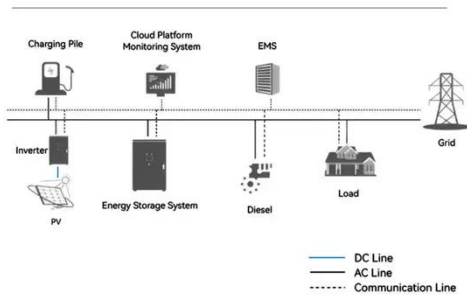 Charging Pile
Cloud Platform
Monitoring System
EMS
Grid
Inverter
PV
Energy Storage System
Diesel
Load
DC Line
AC Line
Communication Line